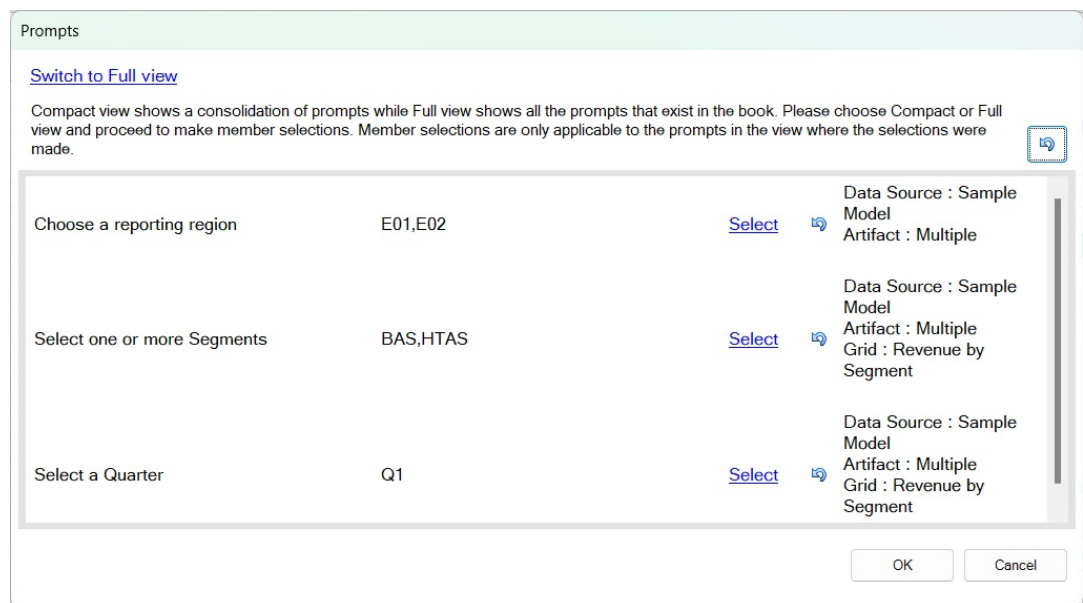 Prompts
Switch to Full view
Compact view shows a consolidation of prompts while Full view shows all the prompts that exist in the book. Please choose Compact or Full
view and proceed to make member selections. Member selections are only applicable to the prompts in the view where the selections were
made.
Choose a reporting region E01,E02 Select
Data Source : Sample
Model
Artifact : Multiple
Select one or more Segments BAS,HTAS Select
Data Source : Sample
Model
Artifact : Multiple
Grid : Revenue by
Segment
Select a Quarter Q1 Select
Data Source : Sample
Model
Artifact : Multiple
Grid : Revenue by
Segment
OK Cancel